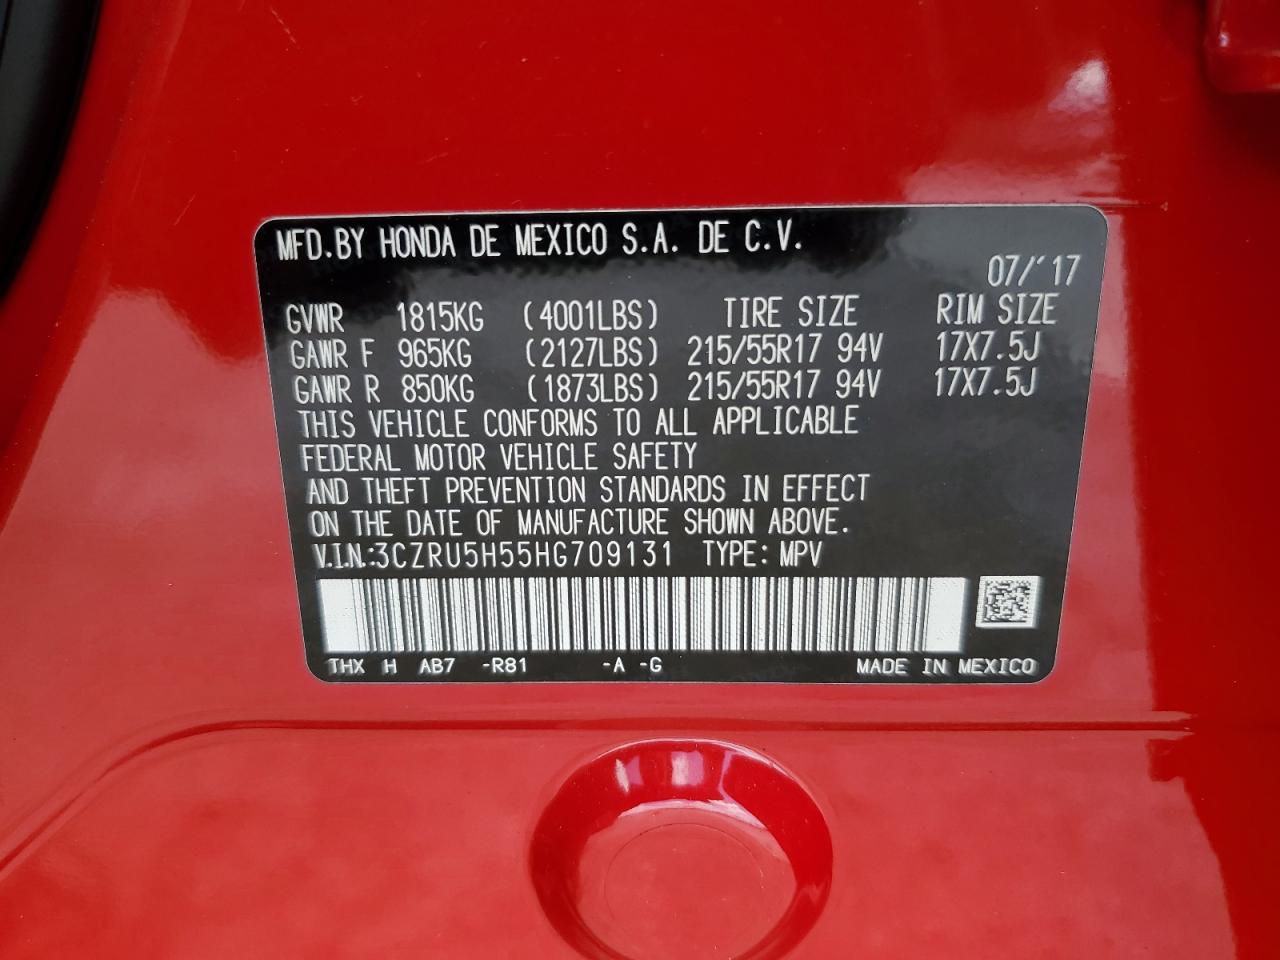 MFD.BY HONDA DE MEXICO S.A. DE C.V.
07/'17
GVWR 1815KG (4001LBS) TIRE SIZE RIM SIZE
GAWR F 965KG (2127LBS) 215/55R17 94V 17X7.5J
GAWR R 850KG (1873LBS) 215/55R17 94V 17X7.5J
THIS VEHICLE CONFORMS TO ALL APPLICABLE
FEDERAL MOTOR VEHICLE SAFETY
AND THEFT PREVENTION STANDARDS IN EFFECT
ON THE DATE OF MANUFACTURE SHOWN ABOVE.
V.I.N.:3CZRU5H55HG709131 TYPE: MPV
THX H AB7 -R81 -A -G MADE IN MEXICO